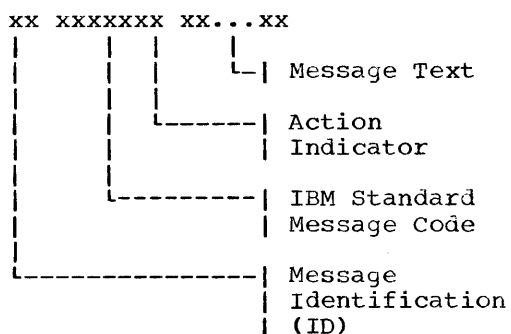 xx xxxxxxx xx...xx
Message Text
Action
Indicator
IBM Standard
Message Code
Message
Identification
(ID)